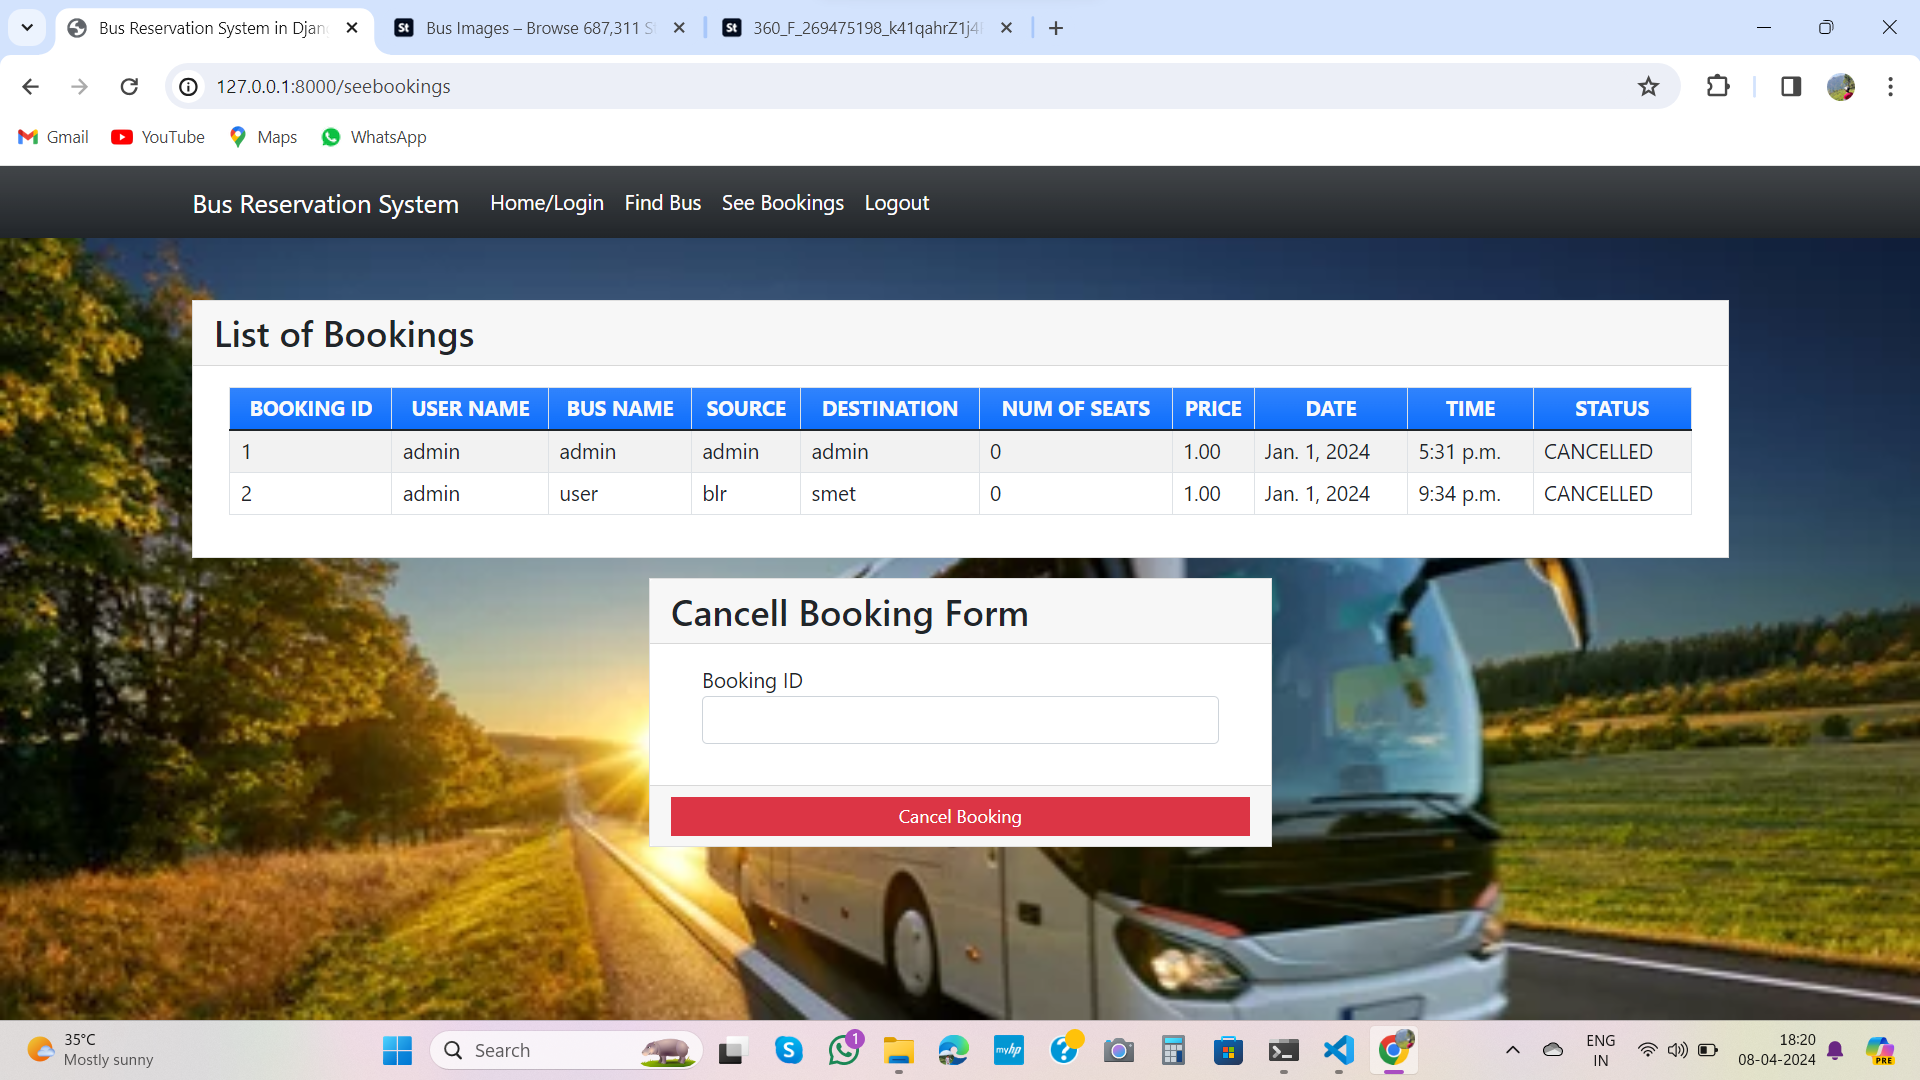 Bus Reservation System in Djan
Bus Images – Browse 687,311 S
360_F_269475198_k41qahrZ1j4
127.0.0.1:8000/seebookings
Gmail YouTube Maps WhatsApp
Bus Reservation System Home/Login Find Bus See Bookings Logout
List of Bookings
BOOKING ID USER NAME BUS NAME SOURCE DESTINATION NUM OF SEATS PRICE DATE TIME STATUS
1 admin admin admin admin 0 1.00 Jan. 1, 2024 5:31 p.m. CANCELLED
2 admin user blr smet 0 1.00 Jan. 1, 2024 9:34 p.m. CANCELLED
Cancell Booking Form
Booking ID
Cancel Booking
35°C
Mostly sunny
Search
1
myhp
ENG
IN
18:20
08-04-2024
PRE